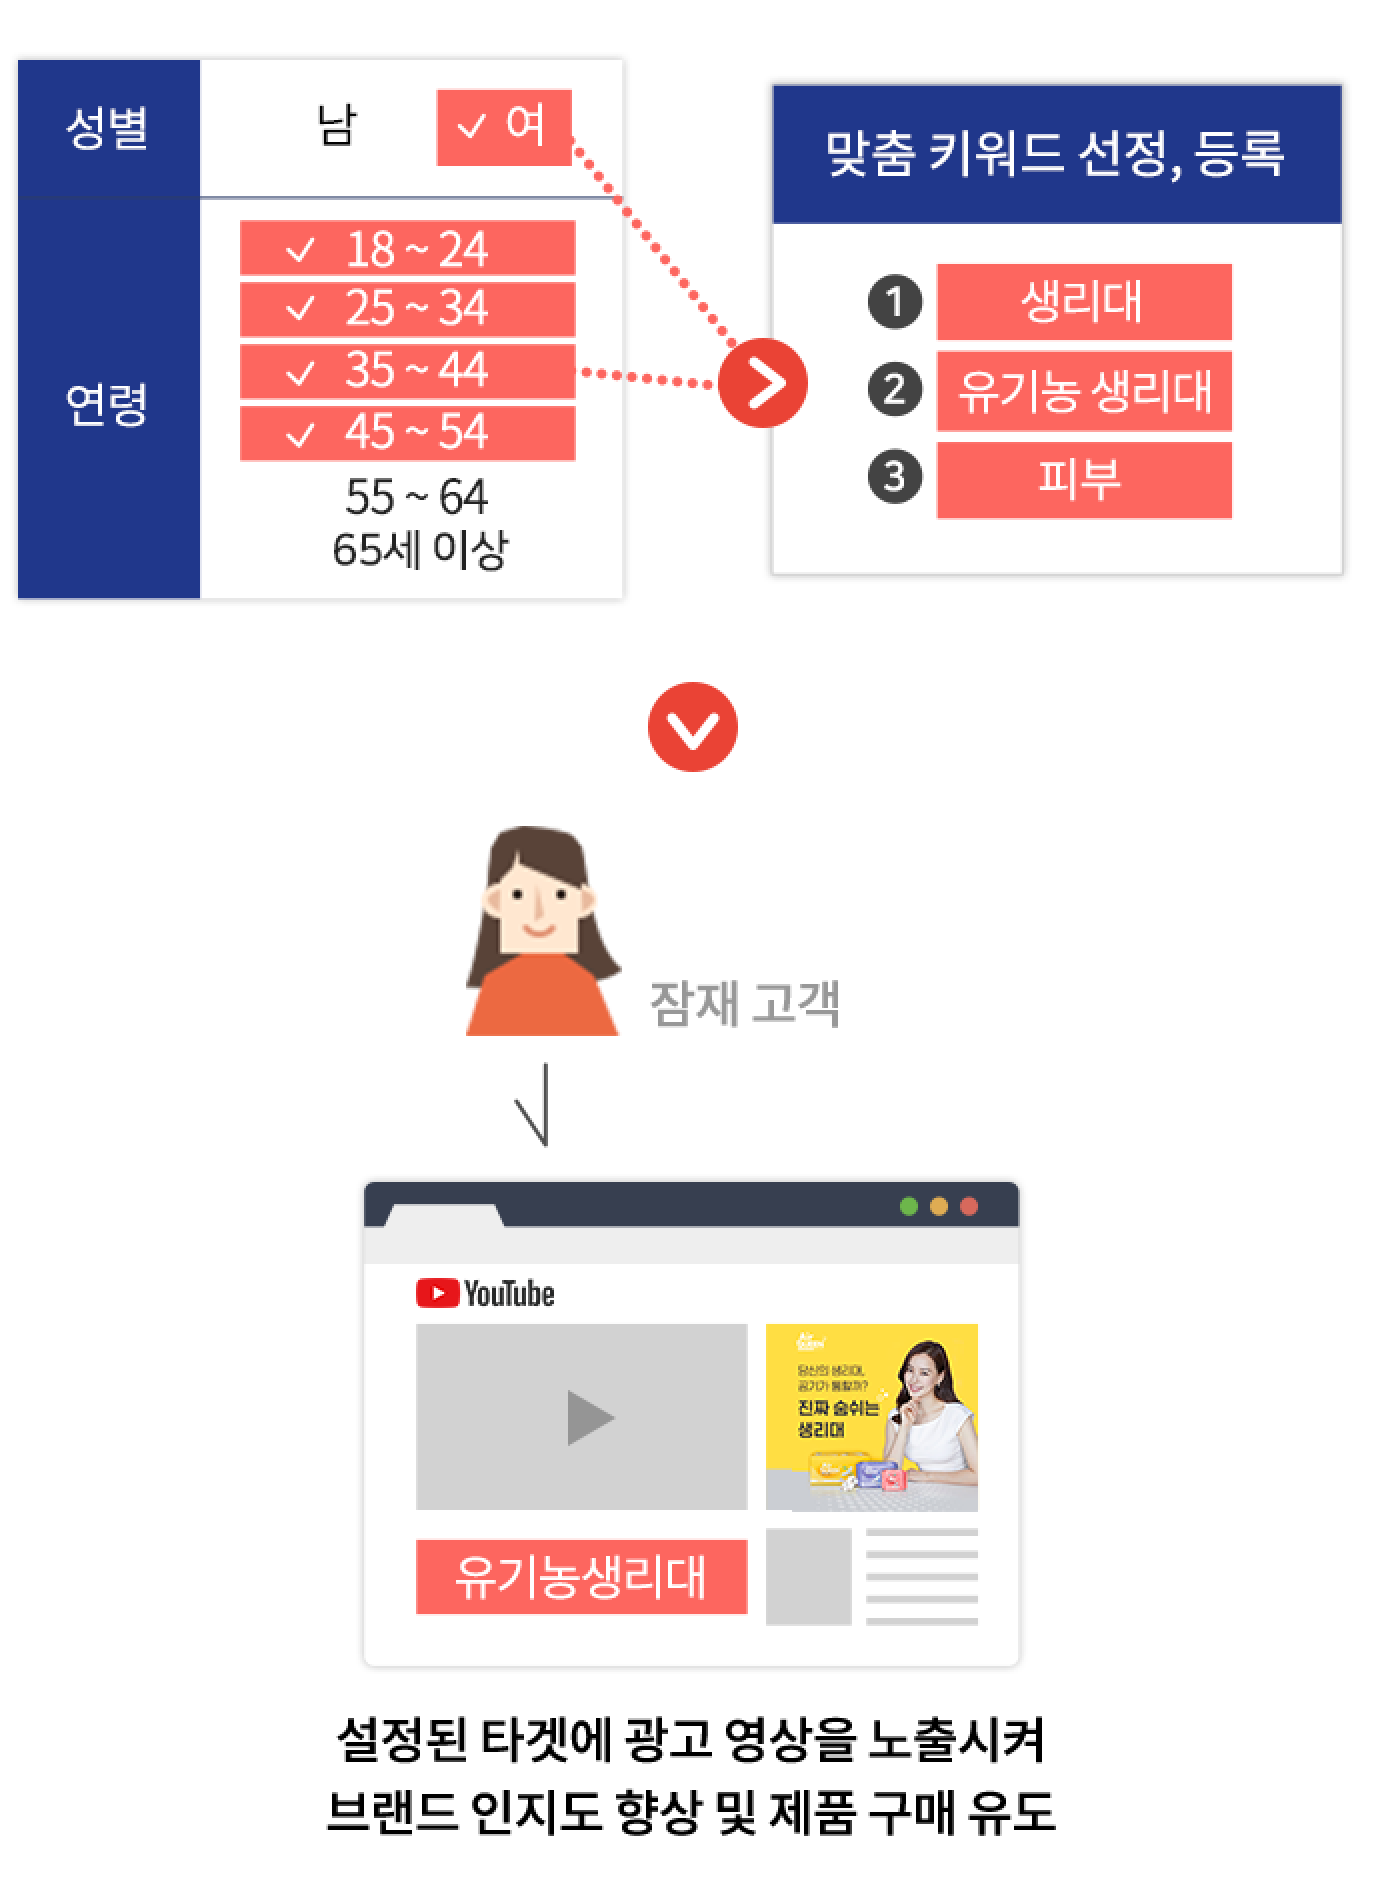 성별
남
✓ 여
연령
✓ 18 ~ 24
✓ 25 ~ 34
✓ 35 ~ 44
✓ 45 ~ 54
55 ~ 64
65세 이상
맞춤 키워드 선정, 등록
1 생리대
2 유기농 생리대
3 피부
잠재 고객
YouTube
Air
QUEEN
당신의 생리대,
공기가 통할까?
진짜 숨쉬는
생리대
유기농생리대
설정된 타겟에 광고 영상을 노출시켜
브랜드 인지도 향상 및 제품 구매 유도